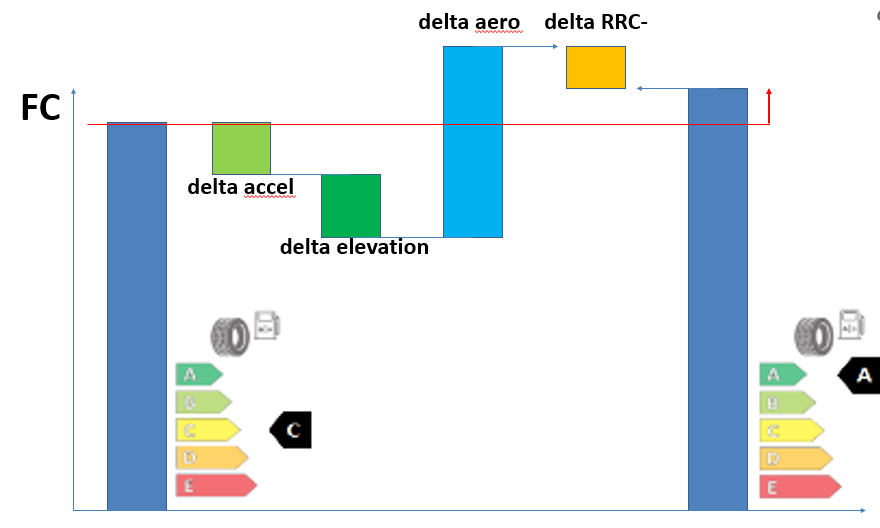 delta aero delta RRC-
FC
delta accel
delta elevation
A
B
C
D
E
C
A
B
C
D
E
A